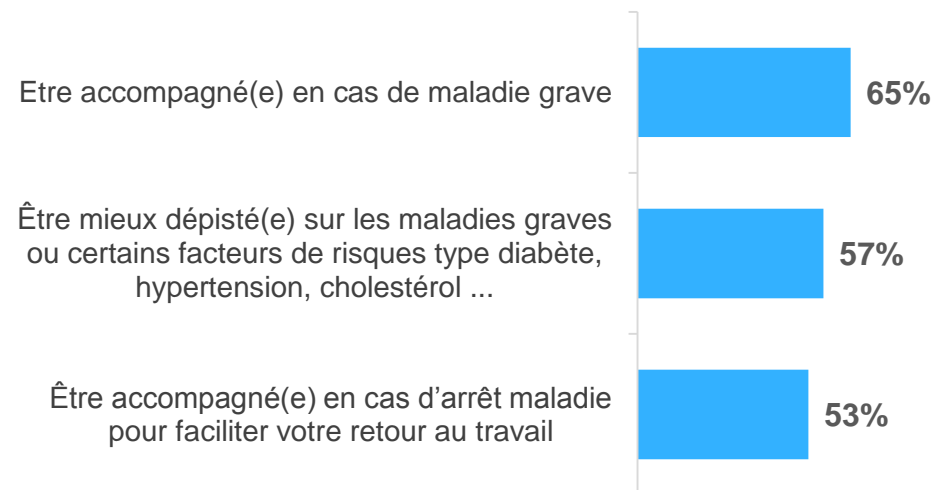 Etre accompagné(e) en cas de maladie grave
65%
Être mieux dépisté(e) sur les maladies graves
ou certains facteurs de risques type diabète,
hypertension, cholestérol ...
57%
Être accompagné(e) en cas d’arrêt maladie
pour faciliter votre retour au travail
53%